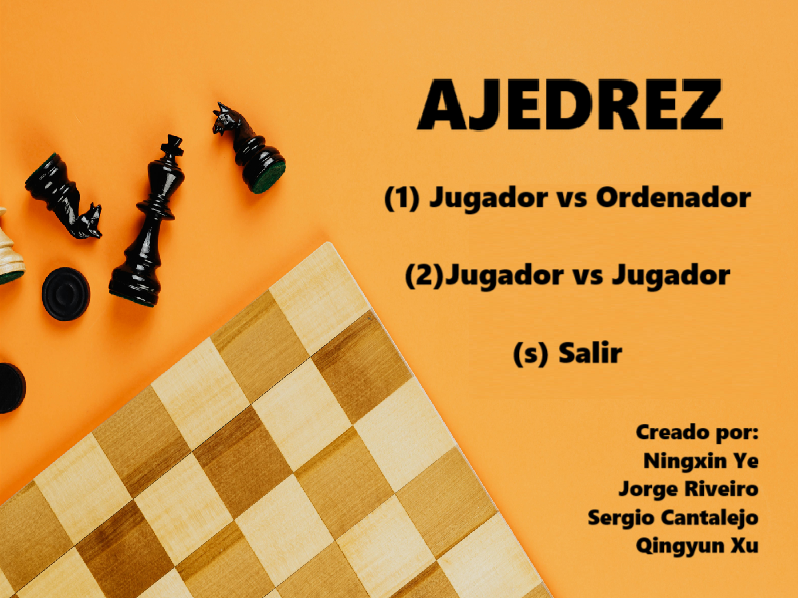 AJEDREZ
(1) Jugador vs Ordenador
(2)Jugador vs Jugador
(s) Salir
Creado por:
Ningxin Ye
Jorge Riveiro
Sergio Cantalejo
Qingyun Xu